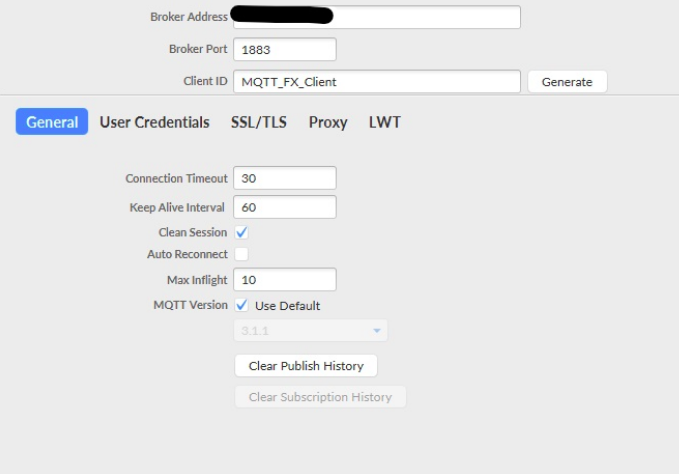 Broker Address
Broker Port 1883
Client ID MQTT_FX_Client Generate
General User Credentials SSL/TLS Proxy LWT
Connection Timeout 30
Keep Alive Interval 60
Clean Session
Auto Reconnect
Max Inflight 10
MQTT Version Use Default
3.1.1
Clear Publish History
Clear Subscription History